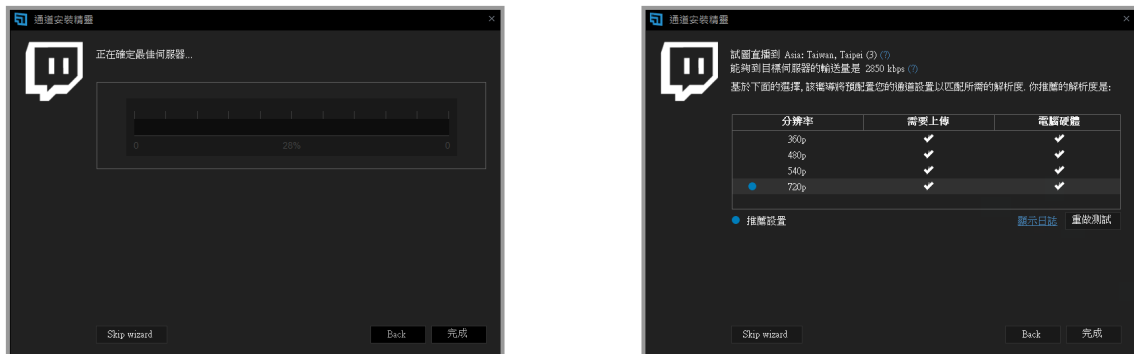 通道安裝精靈
正在確定最佳伺服器...
0 28% 0
Skip wizard Back 完成
通道安裝精靈
試圖直播到 Asia: Taiwan, Taipei (3) (?)
能夠到目標伺服器的輸送量是 2850 kbps (?)
基於下面的選擇, 該嚮導將預配置您的通道設置以匹配所需的解析度. 你推薦的解析度是:
分辨率 需要上傳 電腦硬體
360p ✔ ✔
480p ✔ ✔
540p ✔ ✔
720p ✔ ✔
推薦設置 顯示日誌 重做測試
Skip wizard Back 完成